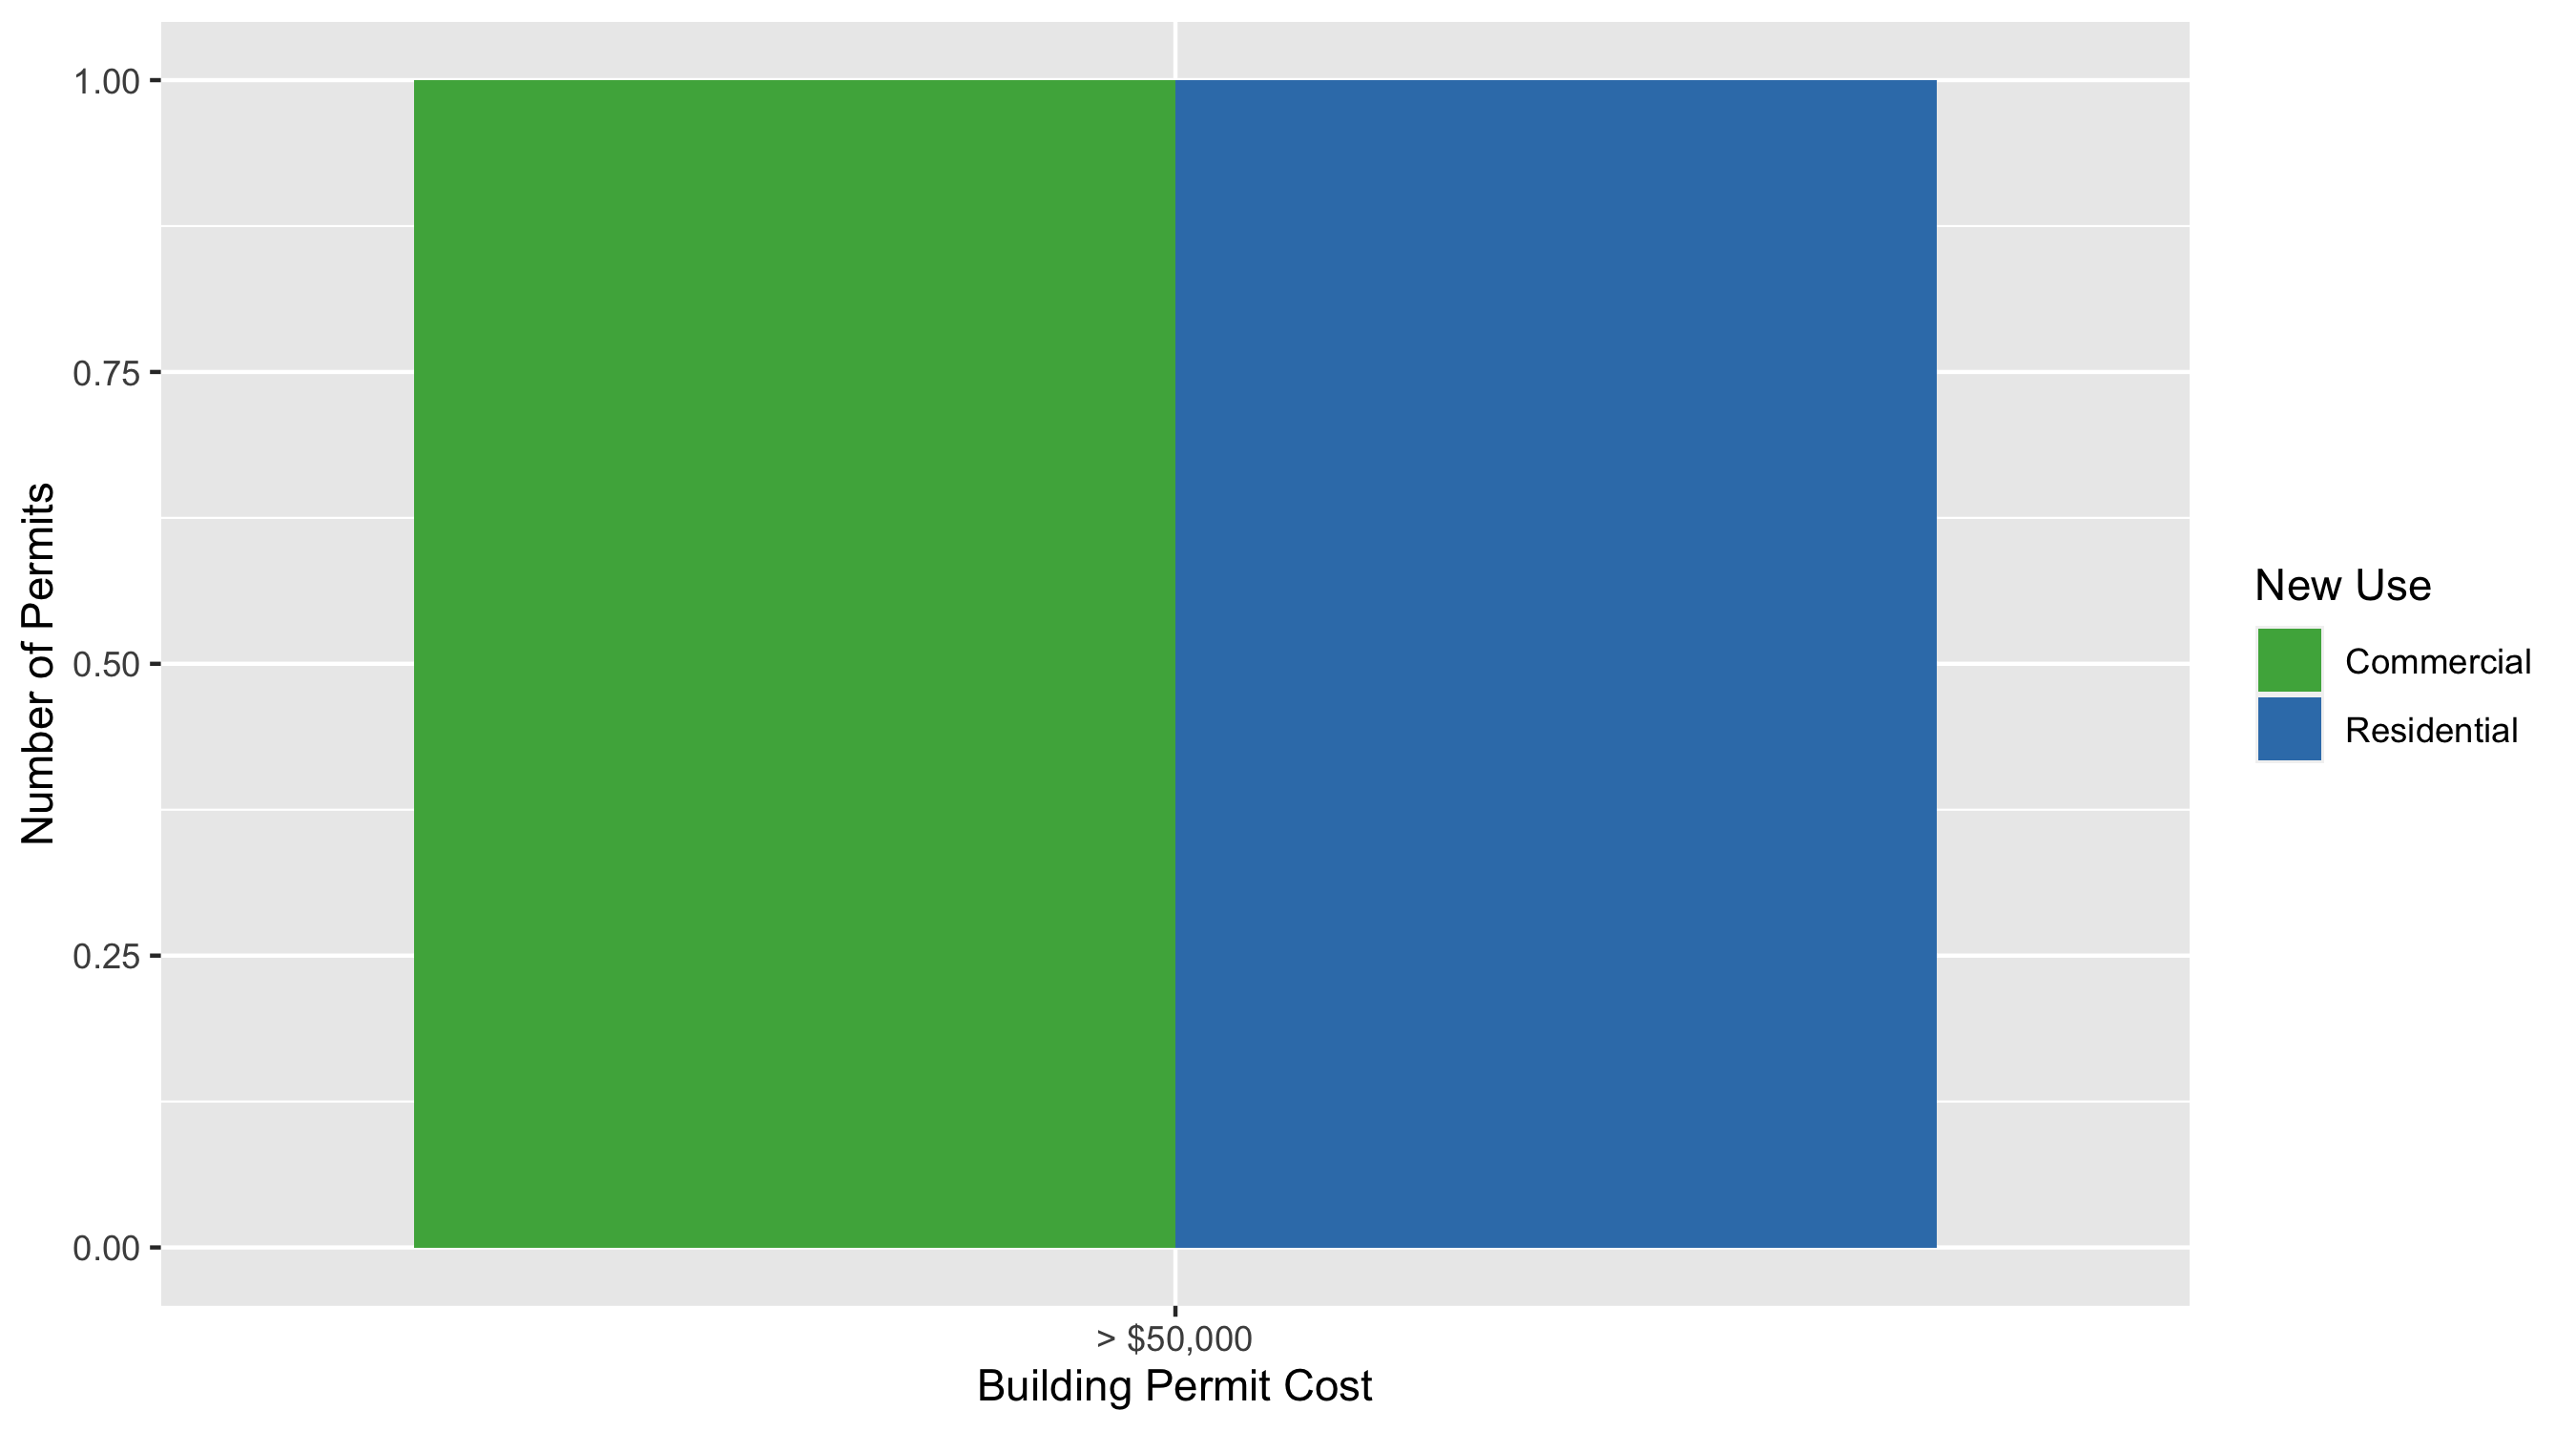 1.00
0.75
0.50
0.25
0.00
Number of Permits
> $50,000
Building Permit Cost
New Use
Commercial
Residential